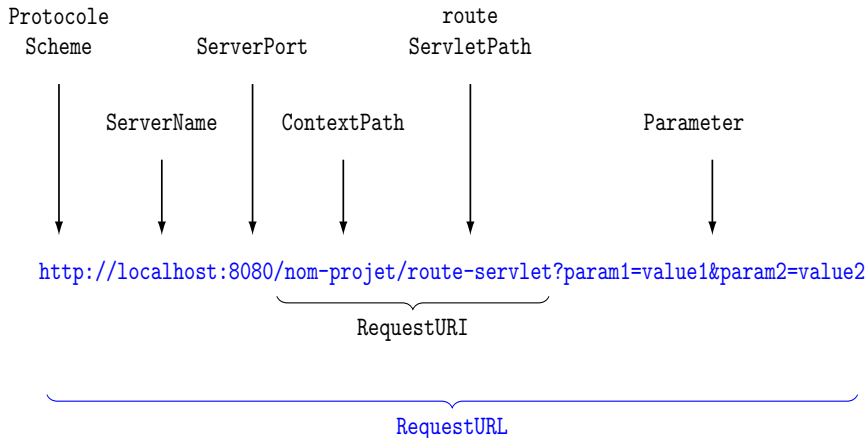 Protocole
Scheme
ServerPort
route
ServletPath
ServerName
ContextPath
Parameter
http://localhost:8080/nom-projet/route-servlet?param1=value1&param2=value2
RequestURI
RequestURL